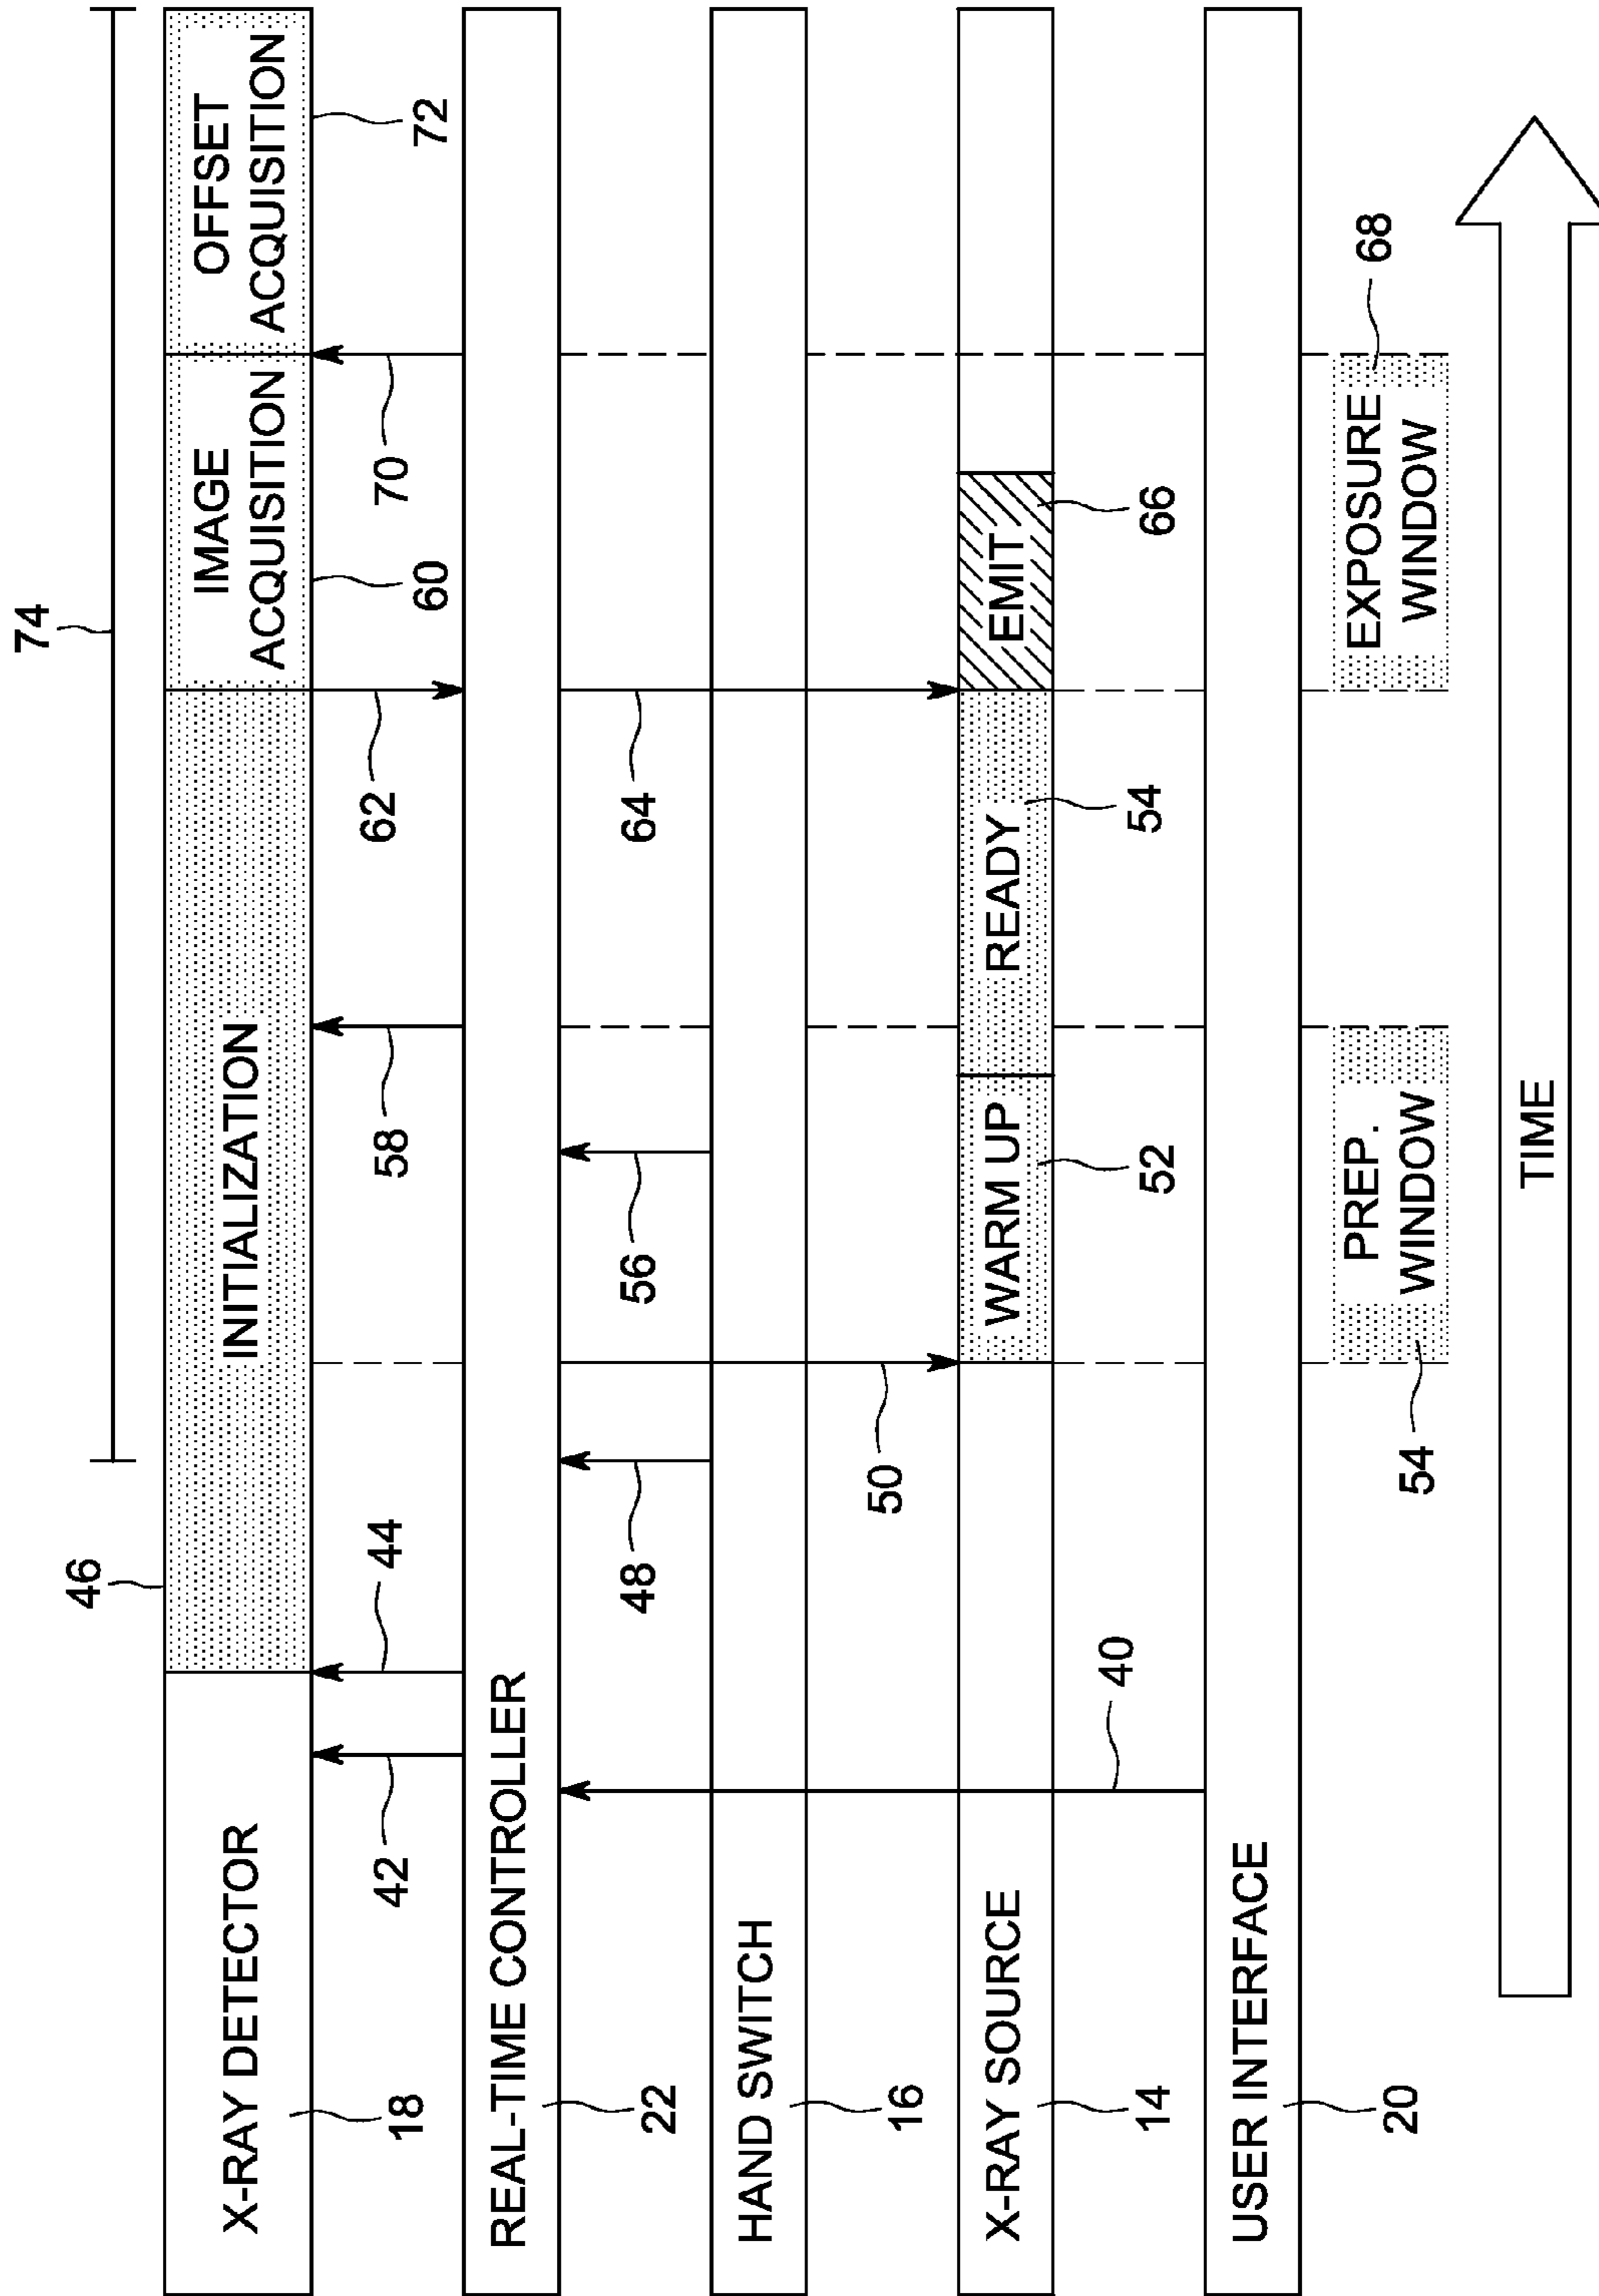 74
46
X-RAY DETECTOR
INITIALIZATION
IMAGE
ACQUISITION
OFFSET
ACQUISITION
18
42
44
58
62
60
70
72
REAL-TIME CONTROLLER
22
48
56
64
HAND SWITCH
16
50
X-RAY SOURCE
WARM UP
READY
EMIT
14
40
52
54
66
USER INTERFACE
20
54
PREP.
WINDOW
EXPOSURE
WINDOW
68
TIME